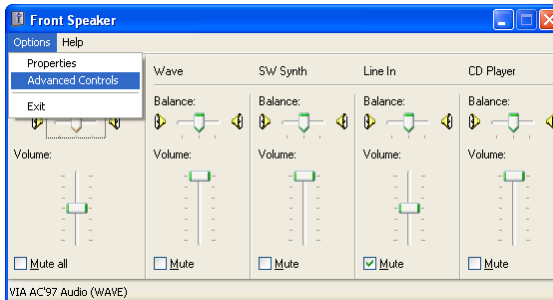 Front Speaker
Options Help
Properties
Advanced Controls
Exit
Wave
SW Synth
Line In
CD Player
Balance:
Balance:
Balance:
Balance:
Volume:
Volume:
Volume:
Volume:
Volume:
Mute all
Mute
Mute
Mute
Mute
VIA AC'97 Audio (WAVE)